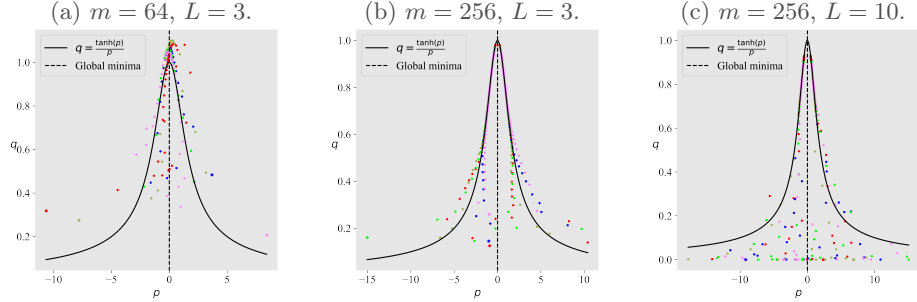 (a) m = 64, L = 3.
q = tanh(p)/p
Global minima
1.0
0.8
0.6
0.4
0.2
q
−10
−5
0
5
p
(b) m = 256, L = 3.
q = tanh(p)/p
Global minima
1.0
0.8
0.6
0.4
0.2
q
−15
−10
−5
0
5
10
p
(c) m = 256, L = 10.
q = tanh(p)/p
Global minima
1.0
0.8
0.6
0.4
0.2
0.0
q
−10
0
10
p